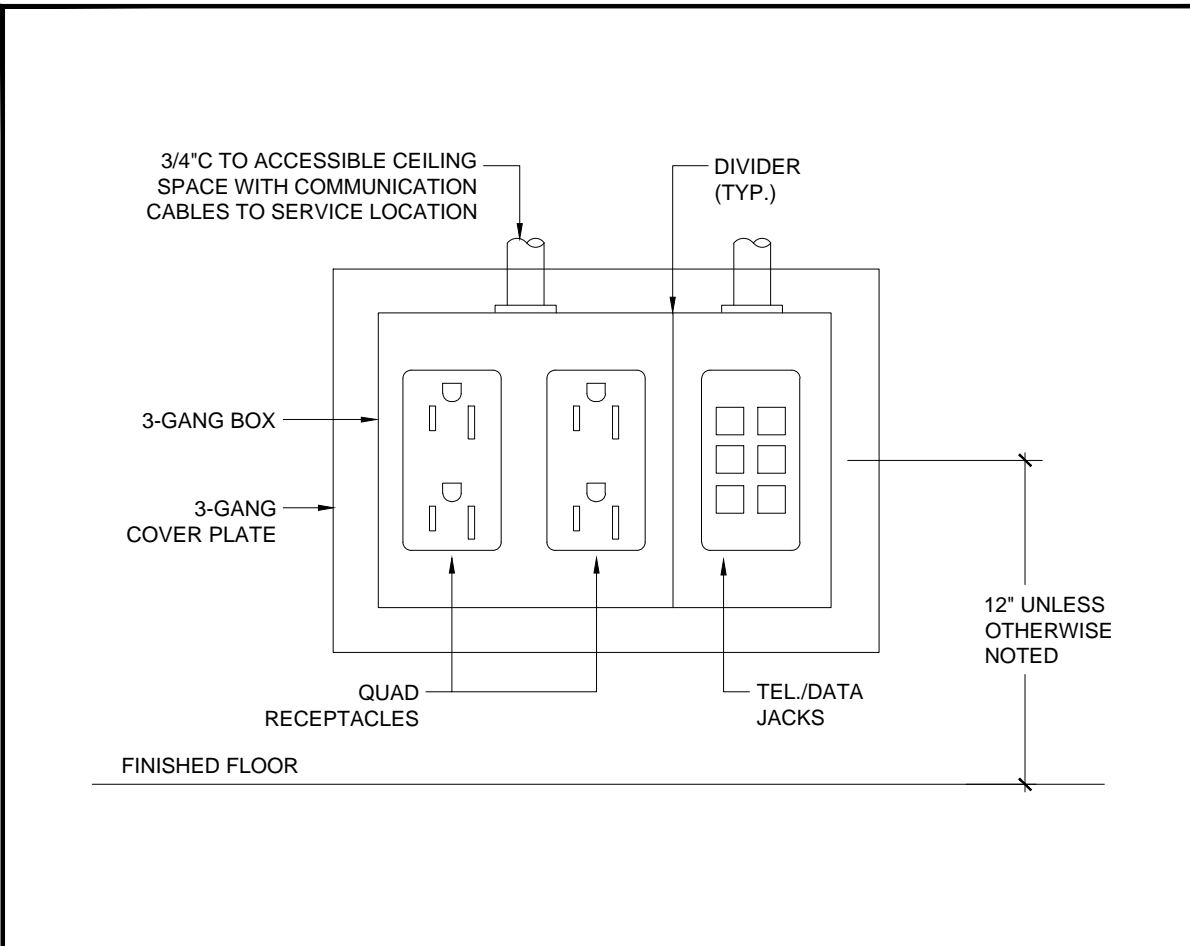 3/4"C TO ACCESSIBLE CEILING
SPACE WITH COMMUNICATION
CABLES TO SERVICE LOCATION
DIVIDER
(TYP.)
3-GANG BOX
3-GANG
COVER PLATE
12" UNLESS
OTHERWISE
NOTED
QUAD
RECEPTACLES
TEL./DATA
JACKS
FINISHED FLOOR